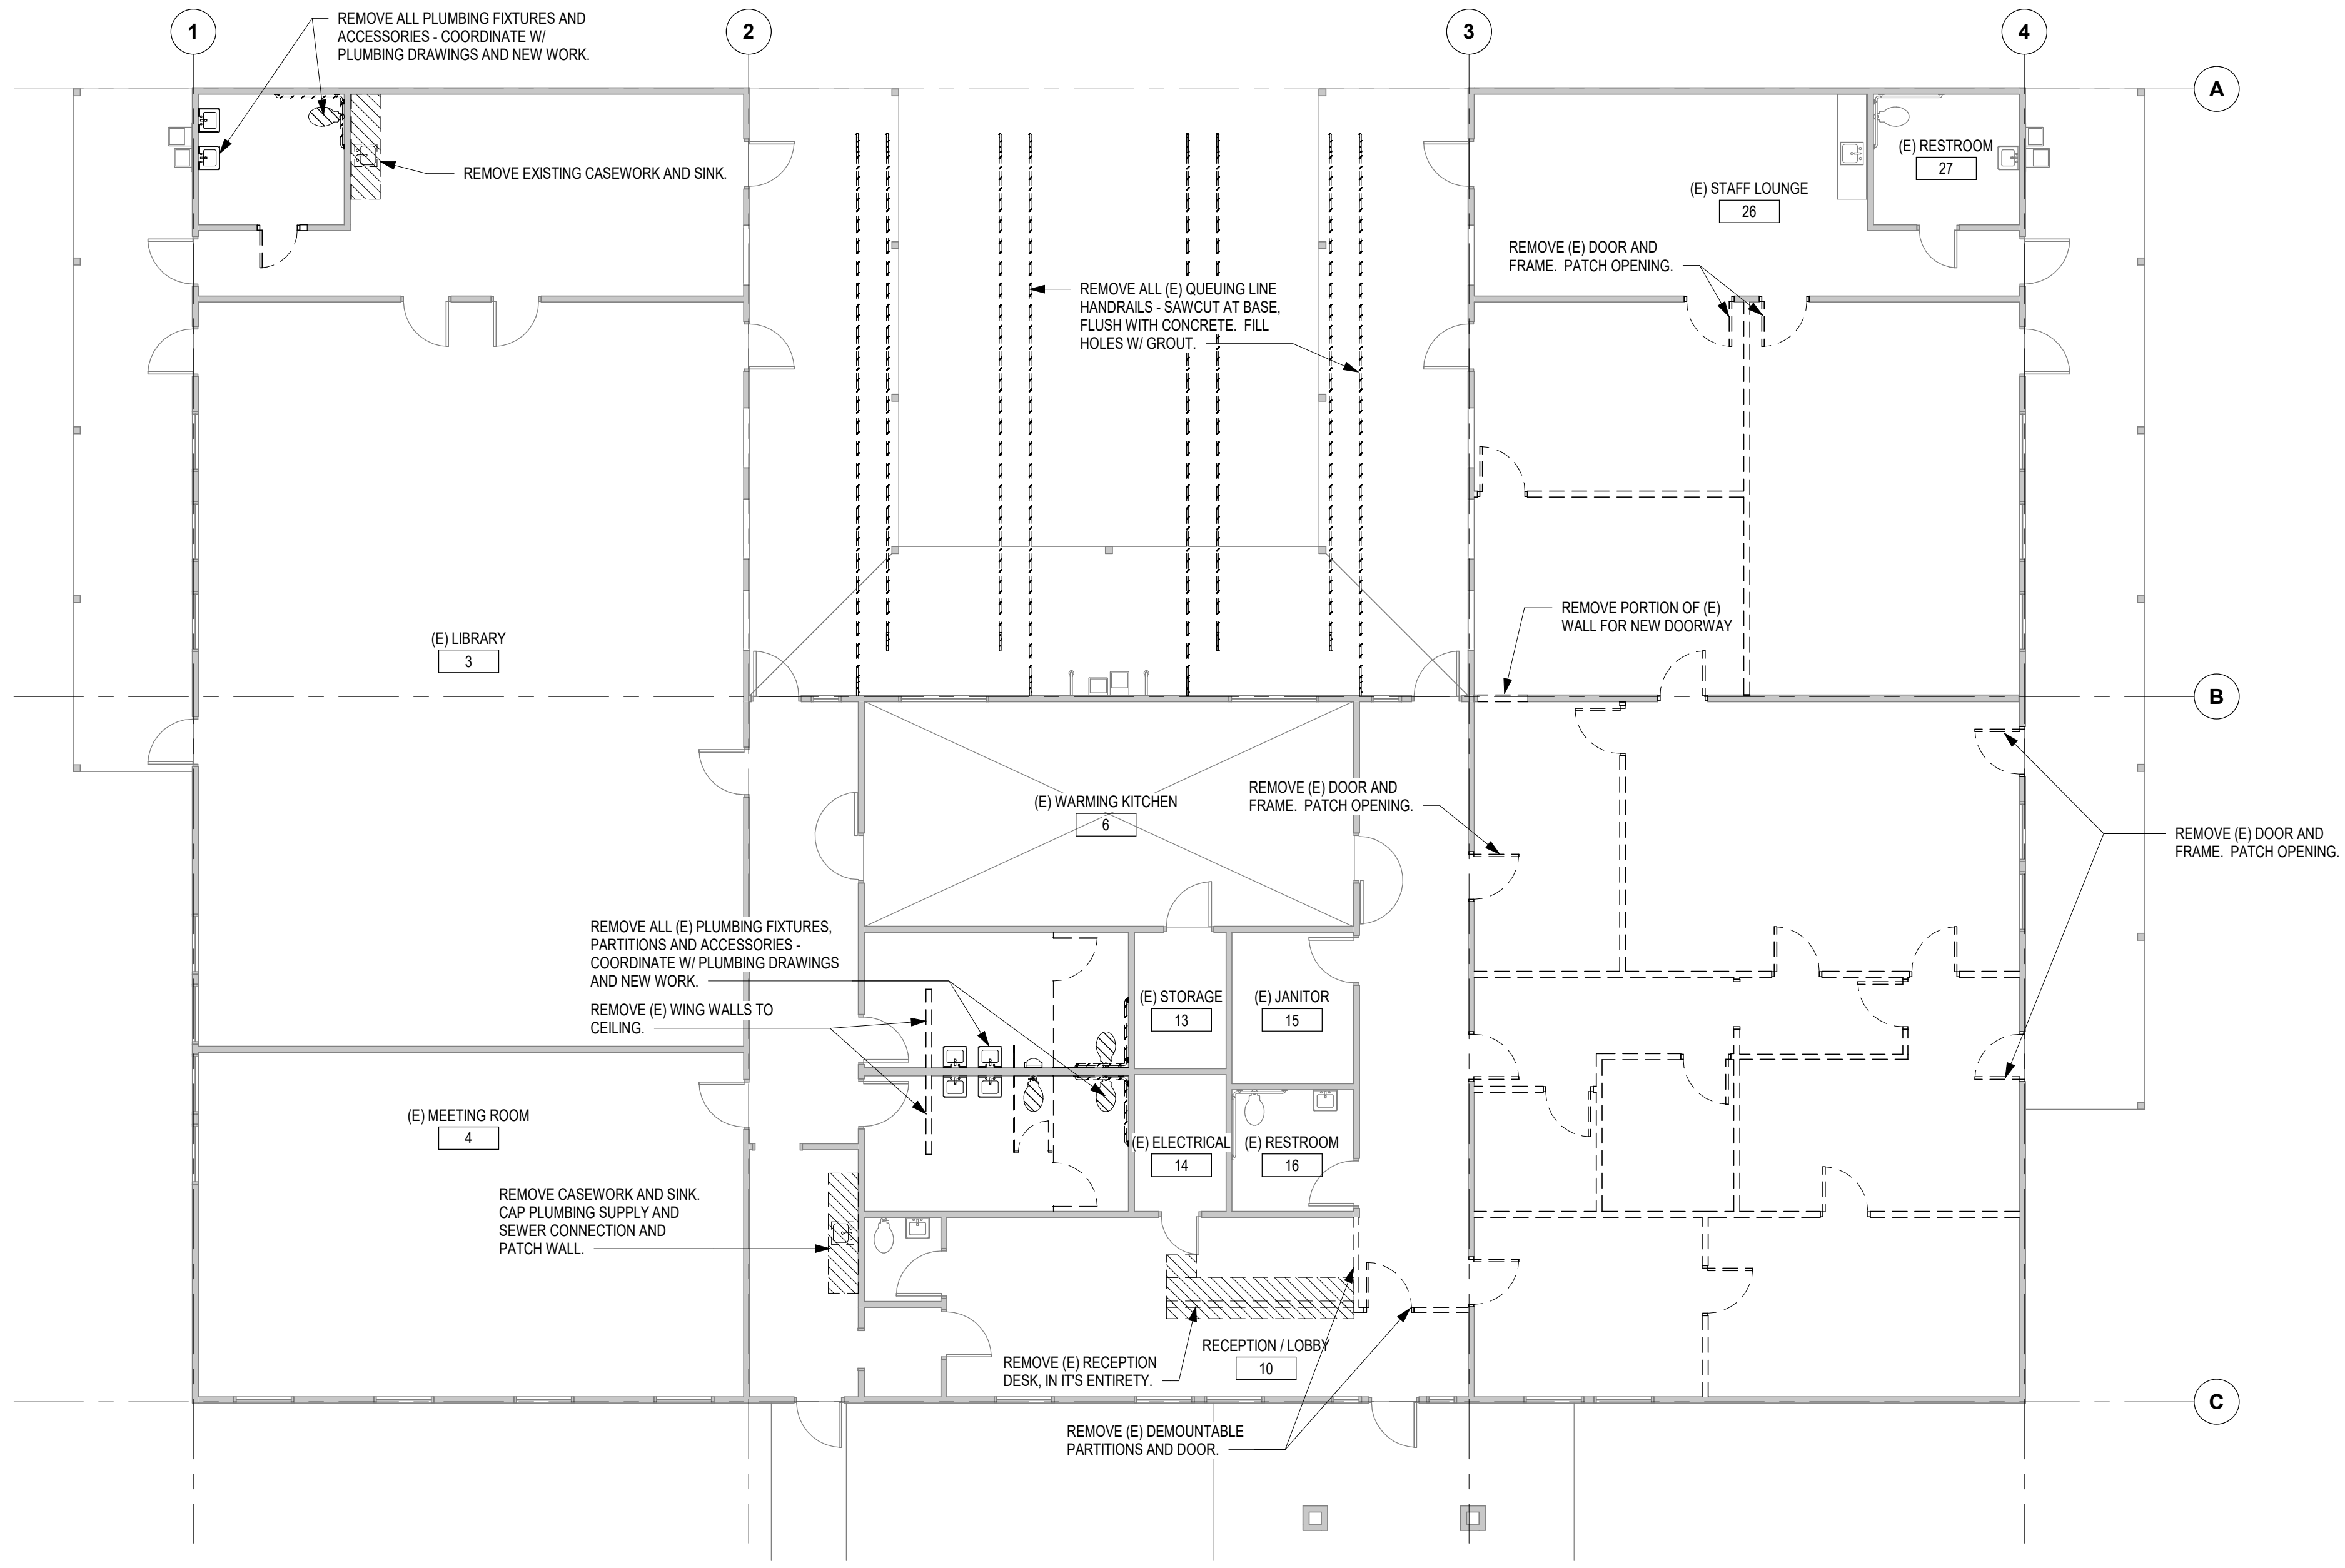 1
2
3
4
REMOVE ALL PLUMBING FIXTURES AND
ACCESSORIES - COORDINATE W/
PLUMBING DRAWINGS AND NEW WORK.
A
REMOVE EXISTING CASEWORK AND SINK.
(E) RESTROOM
27
(E) STAFF LOUNGE
26
REMOVE (E) DOOR AND
FRAME. PATCH OPENING.
REMOVE ALL (E) QUEUING LINE
HANDRAILS - SAWCUT AT BASE,
FLUSH WITH CONCRETE. FILL
HOLES W/ GROUT.
REMOVE PORTION OF (E)
WALL FOR NEW DOORWAY
(E) LIBRARY
3
B
(E) WARMING KITCHEN
6
REMOVE (E) DOOR AND
FRAME. PATCH OPENING.
REMOVE (E) DOOR AND
FRAME. PATCH OPENING.
REMOVE ALL (E) PLUMBING FIXTURES,
PARTITIONS AND ACCESSORIES -
COORDINATE W/ PLUMBING DRAWINGS
AND NEW WORK.
REMOVE (E) WING WALLS TO
CEILING.
(E) STORAGE
13
(E) JANITOR
15
(E) MEETING ROOM
4
(E) ELECTRICAL
14
(E) RESTROOM
16
REMOVE CASEWORK AND SINK.
CAP PLUMBING SUPPLY AND
SEWER CONNECTION AND
PATCH WALL.
RECEPTION / LOBBY
10
REMOVE (E) RECEPTION
DESK, IN IT'S ENTIRETY.
C
REMOVE (E) DEMOUNTABLE
PARTITIONS AND DOOR.